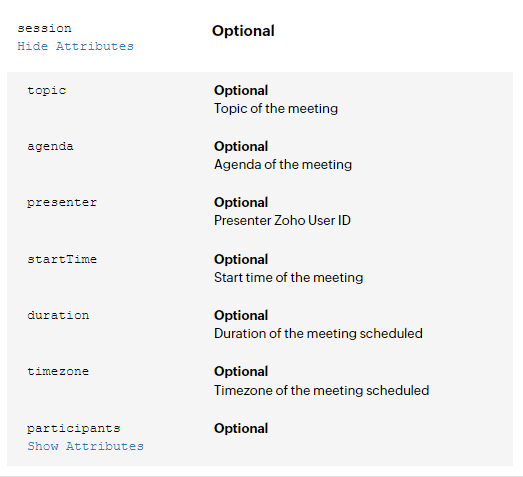 session
Optional
Hide Attributes
topic
Optional
Topic of the meeting
agenda
Optional
Agenda of the meeting
presenter
Optional
Presenter Zoho User ID
startTime
Optional
Start time of the meeting
duration
Optional
Duration of the meeting scheduled
timezone
Optional
Timezone of the meeting scheduled
participants
Optional
Show Attributes